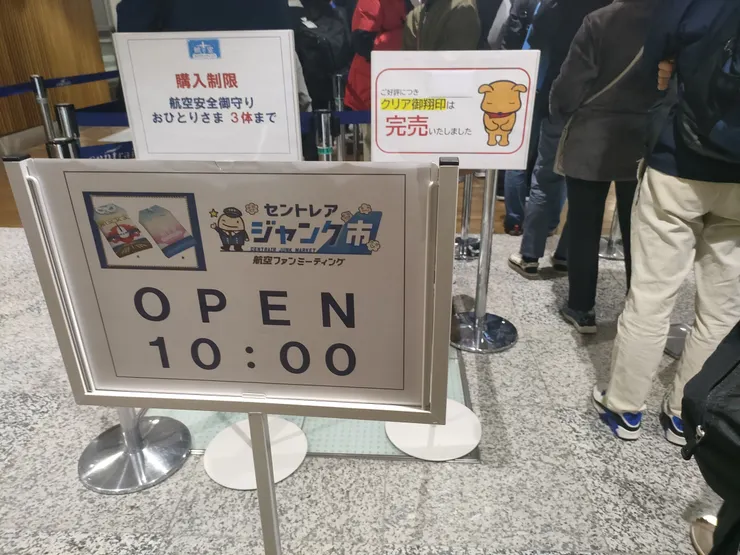 購入制限
航空安全御守り
おひとりさま 3体まで
ご好評につき
クリア御翔印は
完売いたしました
セントレア
ジャンク市
CENTRAIR JUNK MARKET
航空ファンミーティング
OPEN
10:00